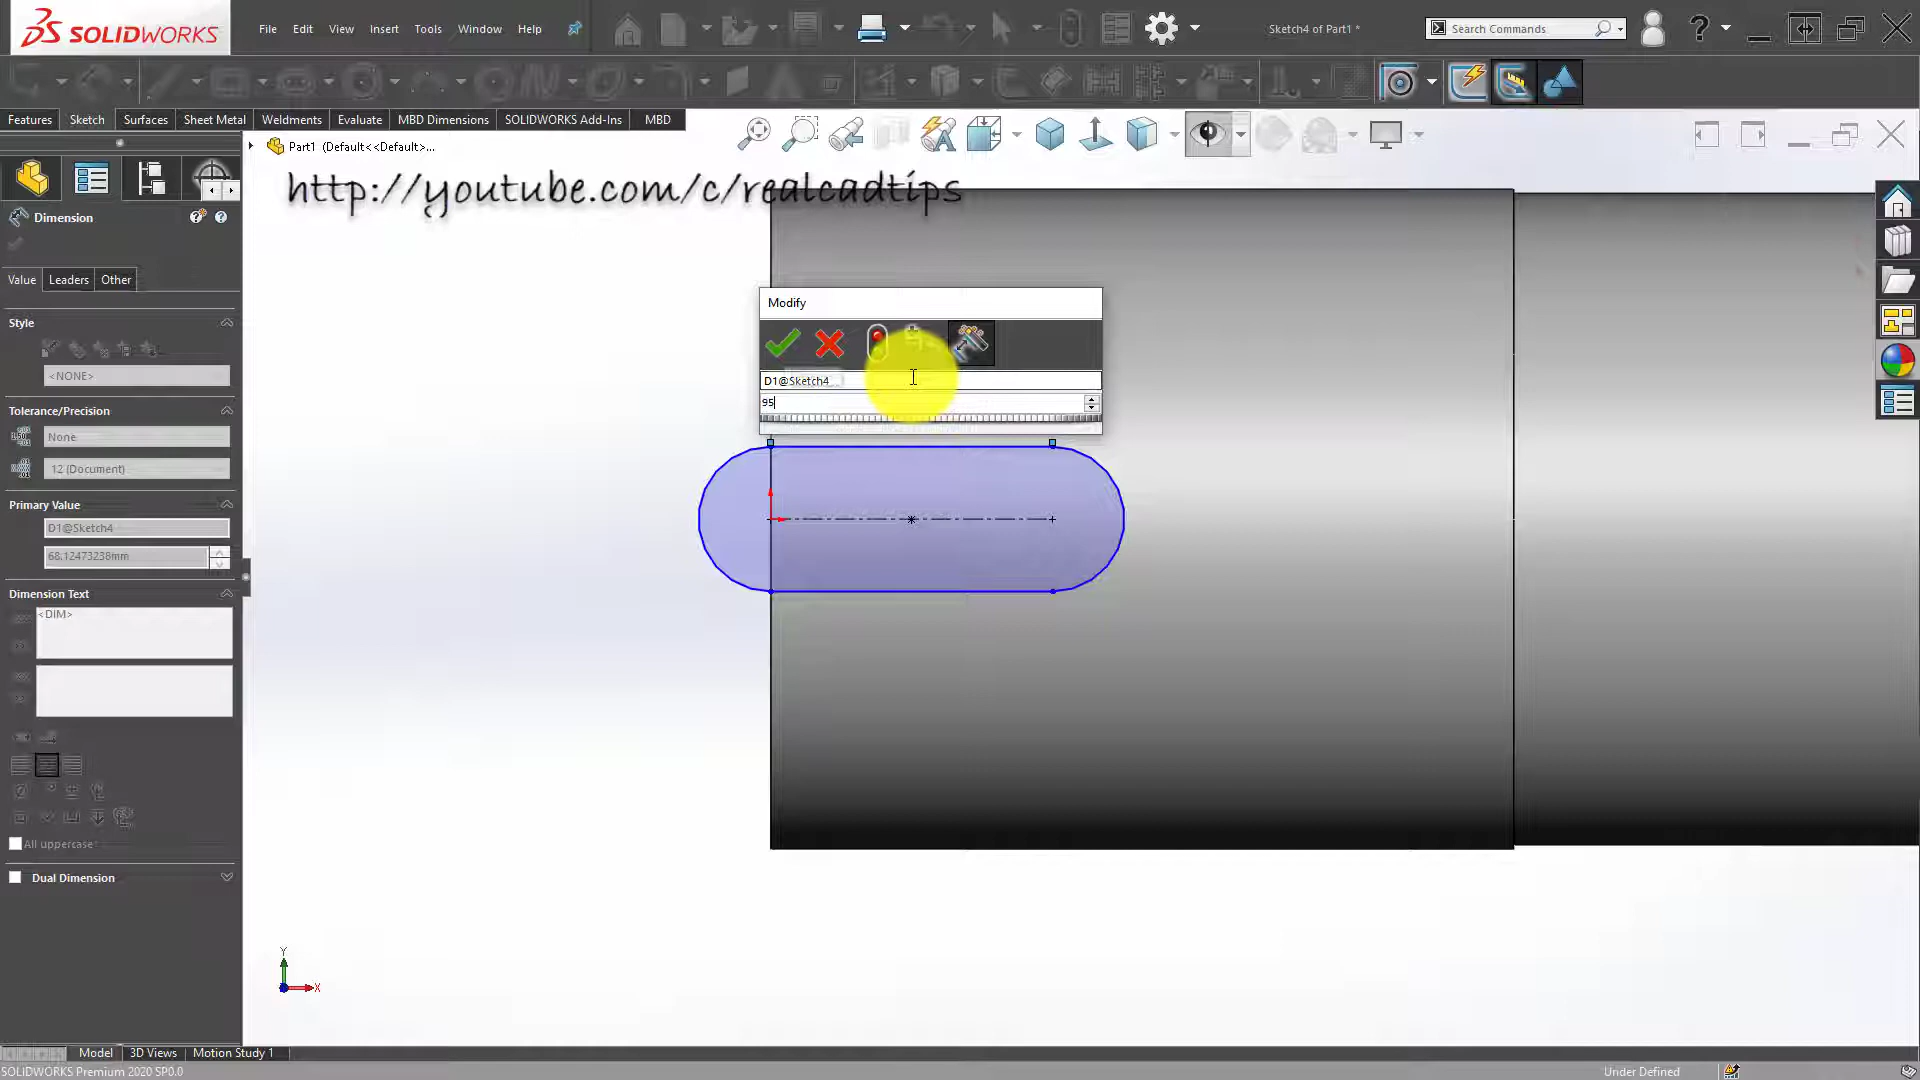 SOLIDWORKS
File Edit View Insert Tools Window Help
Sketch4 of Part1 *
Search Commands
Features Sketch Surfaces Sheet Metal Weldments Evaluate MBD Dimensions SOLIDWORKS Add-Ins MBD
Part1 (Default<<Default>...
http://youtube.com/c/realcadtips
Dimension
Value Leaders Other
Style
<NONE>
Tolerance/Precision
None
.12 (Document)
Primary Value
D1@Sketch4
68.12473238mm
Dimension Text
<DIM>
All uppercase
Dual Dimension
Modify
D1@Sketch4
95
Y
X
Model 3D Views Motion Study 1
SOLIDWORKS Premium 2020 SP0.0
Under Defined